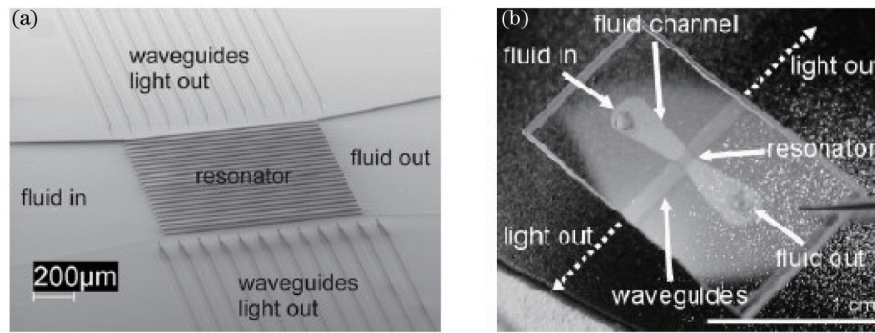 (a)
waveguides
light out
resonator
fluid out
fluid in
200μm
waveguides
light out
(b)
fluid channel
fluid in
light out
resonator
light out
fluid out
waveguides
1 cm